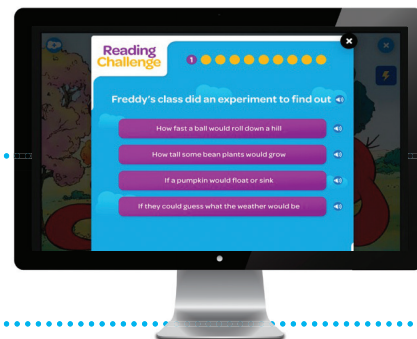 Reading
Challenge
1
Freddy's class did an experiment to find out
How fast a ball would roll down a hill
How tall some bean plants would grow
If a pumpkin would float or sink
If they could guess what the weather would be